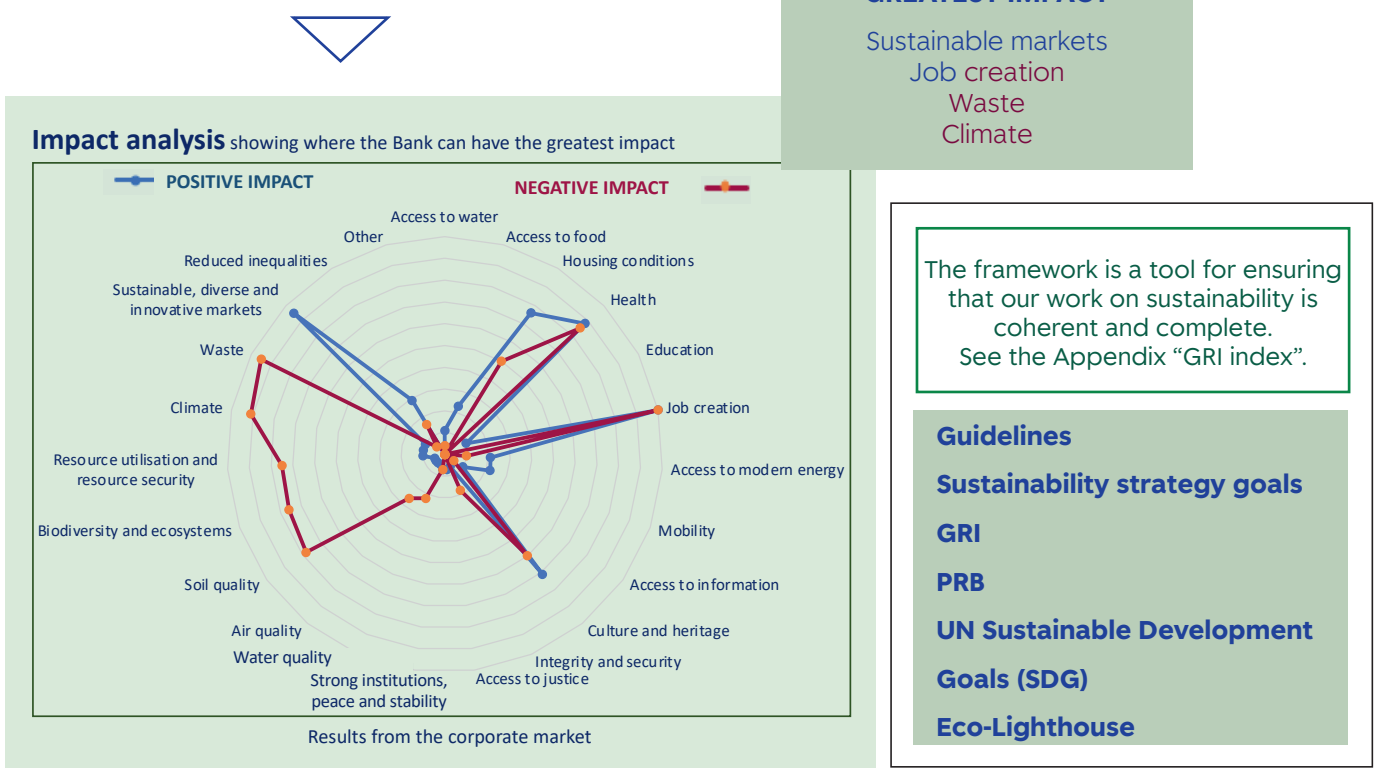 GREATEST IMPACT
Sustainable markets
Job creation
Waste
Climate
Impact analysis showing where the Bank can have the greatest impact
POSITIVE IMPACT
NEGATIVE IMPACT
Access to water
Access to food
Housing conditions
Health
Education
Job creation
Access to modern energy
Mobility
Access to information
Culture and heritage
Integrity and security
Access to justice
Strong institutions,
peace and stability
Water quality
Air quality
Soil quality
Biodiversity and ecosystems
Resource utilisation and
resource security
Climate
Waste
Sustainable, diverse and
innovative markets
Reduced inequalities
Other
Results from the corporate market
The framework is a tool for ensuring
that our work on sustainability is
coherent and complete.
See the Appendix “GRI index”.
Guidelines
Sustainability strategy goals
GRI
PRB
UN Sustainable Development
Goals (SDG)
Eco-Lighthouse